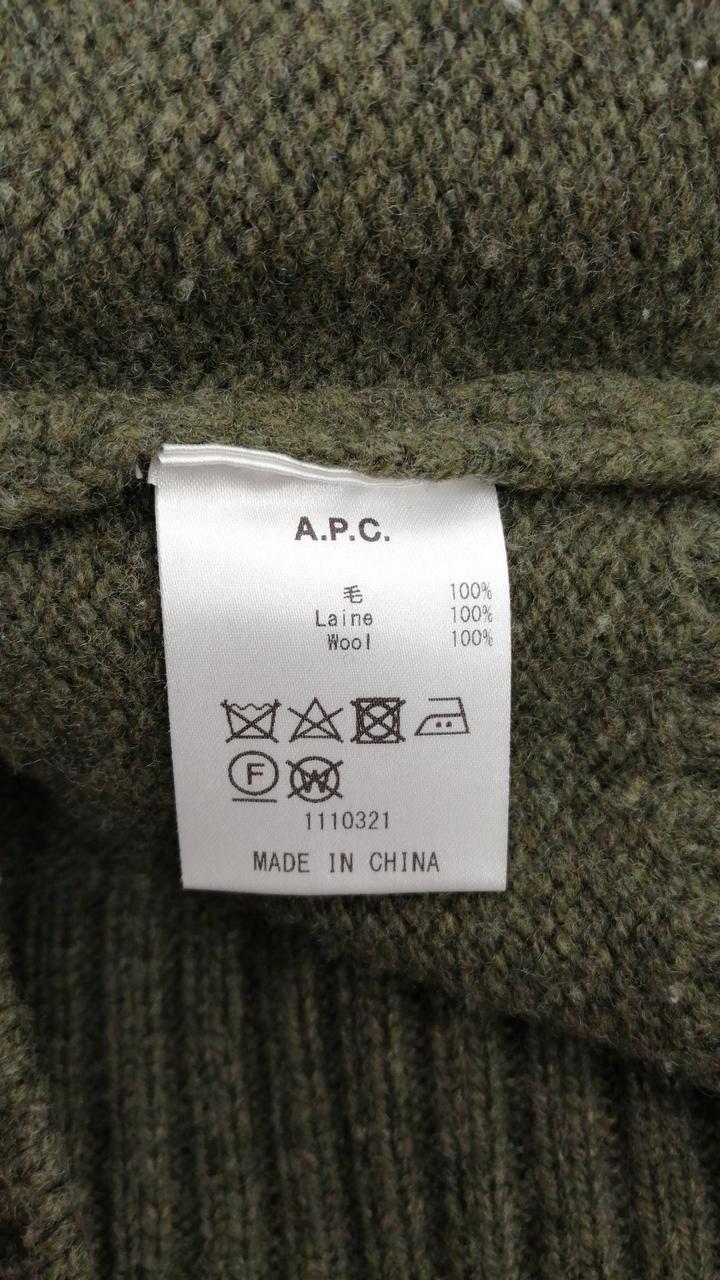 A.P.C.
毛 100%
Laine 100%
Wool 100%
F W
1110321
MADE IN CHINA